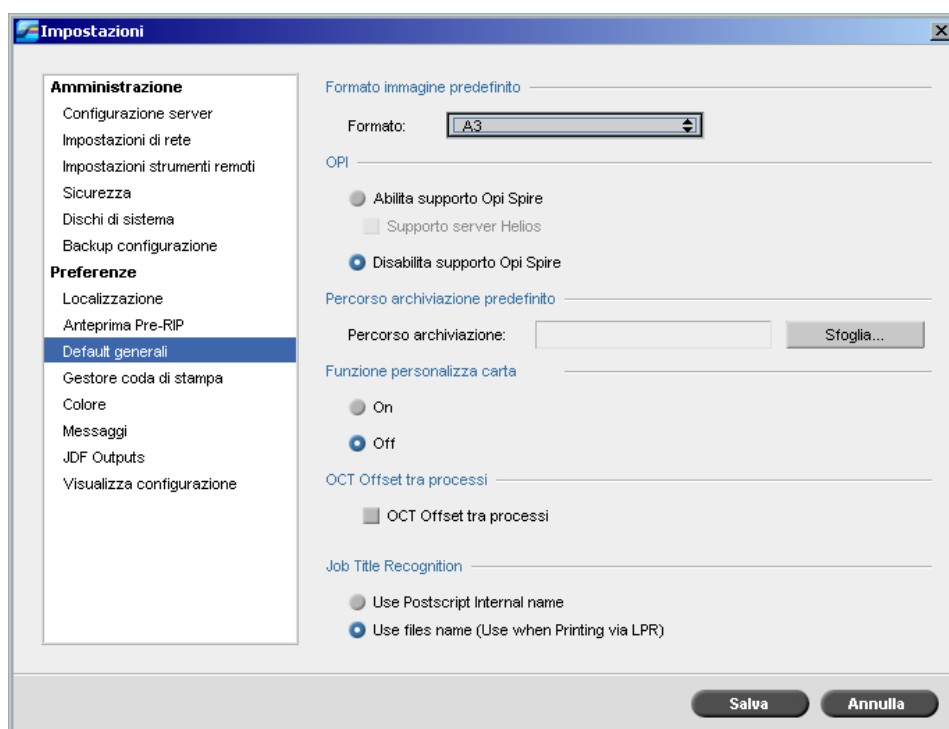 Impostazioni
Amministrazione
Configurazione server
Impostazioni di rete
Impostazioni strumenti remoti
Sicurezza
Dischi di sistema
Backup configurazione
Preferenze
Localizzazione
Anteprima Pre-RIP
Default generali
Gestore coda di stampa
Colore
Messaggi
JDF Outputs
Visualizza configurazione
Formato immagine predefinito
Formato: A3
OPI
Abilita supporto Opi Spire
Supporto server Helios
Disabilita supporto Opi Spire
Percorso archiviazione predefinito
Percorso archiviazione: Sfoglia...
Funzione personalizza carta
On
Off
OCT Offset tra processi
OCT Offset tra processi
Job Title Recognition
Use Postscript Internal name
Use files name (Use when Printing via LPR)
Salva Annulla